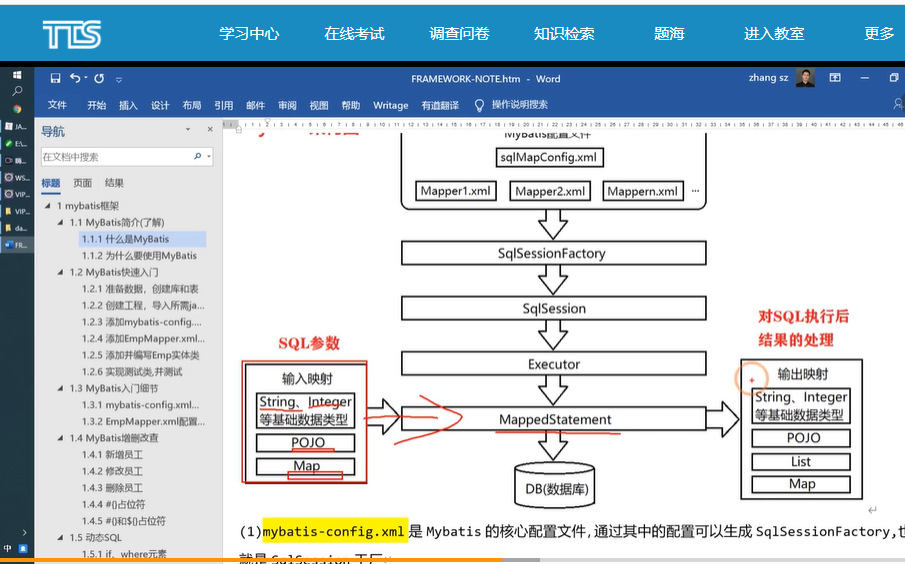 TTS
学习中心 在线考试 调查问卷 知识检索 题海 进入教室 更多
FRAMEWORK-NOTE.htm - Word
zhang sz
文件 开始 插入 设计 布局 引用 邮件 审阅 视图 帮助 Writage 有道翻译 操作说明搜索
导航
在文档中搜索
标题 页面 结果
1 mybatis框架
1.1 MyBatis简介(了解)
1.1.1 什么是MyBatis
1.1.2 为什么要使用MyBatis
1.2 MyBatis快速入门
1.2.1 准备数据，创建库和表
1.2.2 创建工程，导入所需ja...
1.2.3 添加mybatis-config....
1.2.4 添加EmpMapper.xml...
1.2.5 添加并编写Emp实体类
1.2.6 实现测试类,并测试
1.3 MyBatis入门细节
1.3.1 mybatis-config.xml...
1.3.2 EmpMapper.xml配置...
1.4 MyBatis增删改查
1.4.1 新增员工
1.4.2 修改员工
1.4.3 删除员工
1.4.4 #{}占位符
1.4.5 #{}和${}占位符
1.5 动态SQL
1.5.1 if、where元素
JA...
E:\...
WS...
VIP...
VIP...
da...
FR...
中
MyBatis配置文件
sqlMapConfig.xml
Mapper1.xml Mapper2.xml Mappern.xml ...
SqlSessionFactory
SqlSession
Executor
MappedStatement
DB(数据库)
SQL参数
输入映射
String、Integer
等基础数据类型
POJO
Map
对SQL执行后
结果的处理
输出映射
String、Integer
等基础数据类型
POJO
List
Map
(1)mybatis-config.xml 是 Mybatis 的核心配置文件,通过其中的配置可以生成 SqlSessionFactory,也
就是 SqlSession 工厂